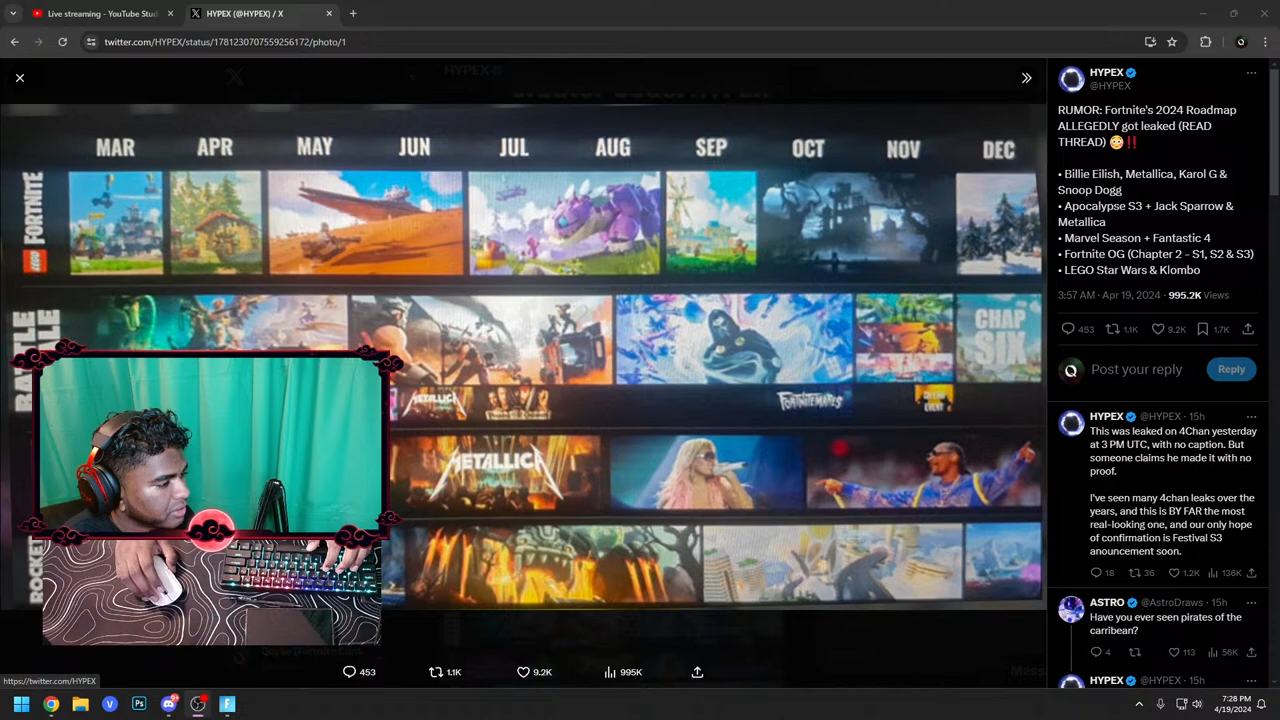 Live streaming - YouTube Stud
HYPEX (@HYPEX) / X
twitter.com/HYPEX/status/1781230707559256172/photo/1
MAR APR MAY JUN JUL AUG SEP OCT NOV DEC
LEGO FORTNITE
BATTLE
CHAP
SIX
METALLICA
FORTNITEMARES
EVENT
METALLICA
ROCKET
453 1.1K 9.2K 995K
https://twitter.com/HYPEX
HYPEX
@HYPEX
RUMOR: Fortnite's 2024 Roadmap
ALLEGEDLY got leaked (READ
THREAD) 😳‼️
• Billie Eilish, Metallica, Karol G &
Snoop Dogg
• Apocalypse S3 + Jack Sparrow &
Metallica
• Marvel Season + Fantastic 4
• Fortnite OG (Chapter 2 - S1, S2 & S3)
• LEGO Star Wars & Klombo
3:57 AM · Apr 19, 2024 · 995.2K Views
453 1.1K 9.2K 1.7K
Post your reply
Reply
HYPEX @HYPEX · 15h
This was leaked on 4Chan yesterday
at 3 PM UTC, with no caption. But
someone claims he made it with no
proof.
I've seen many 4chan leaks over the
years, and this is BY FAR the most
real-looking one, and our only hope
of confirmation is Festival S3
anouncement soon.
18 36 1.2K 136K
ASTRO @AstroDraws · 15h
Have you ever seen pirates of the
carribean?
4 113 56K
HYPEX @HYPEX · 15h
7:28 PM
4/19/2024